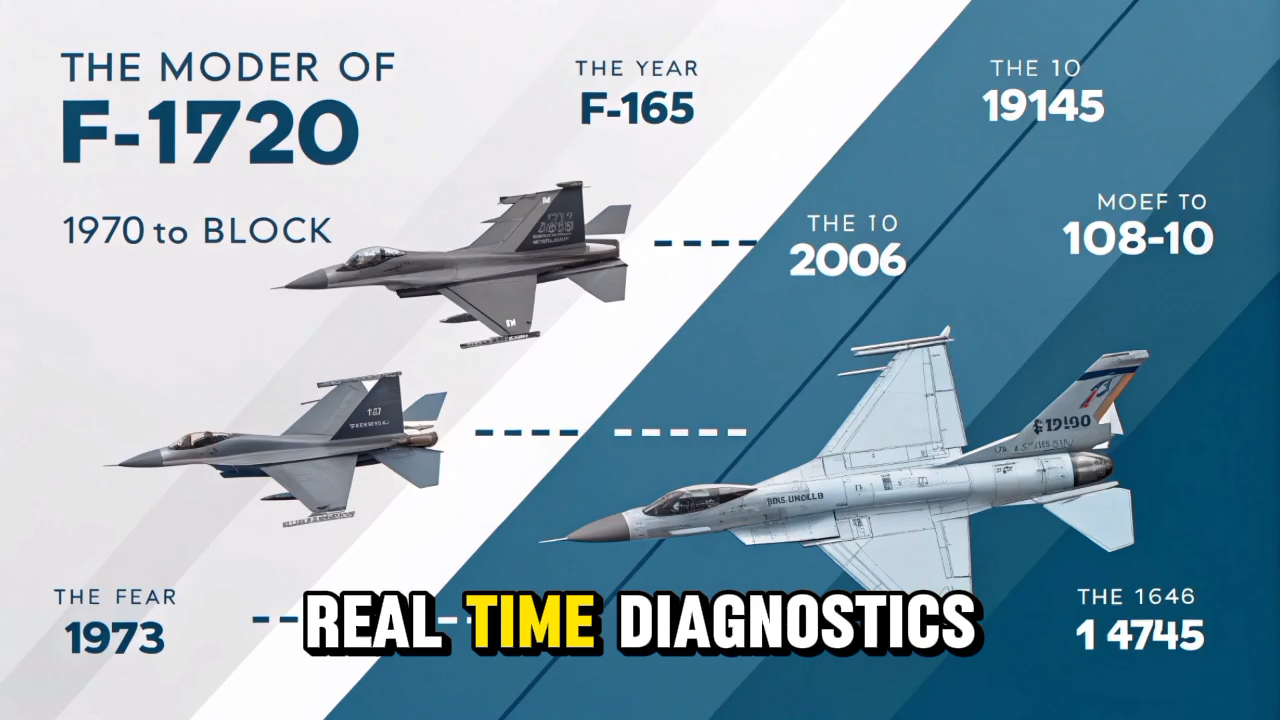 THE MODER OF
F-1720
1970 to BLOCK
THE YEAR
F-165
THE 10
19145
THE 10
2006
MOEF TO
108-10
THE FEAR
1973
THE 1646
1 4745
REAL TIME DIAGNOSTICS